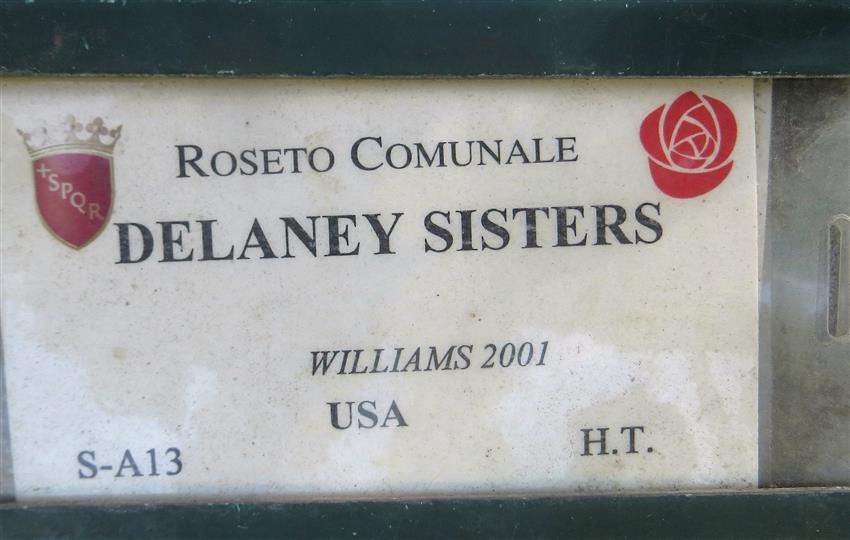 ROSETO COMUNALE
SPQR
DELANEY SISTERS
WILLIAMS 2001
USA
S-A13
H.T.